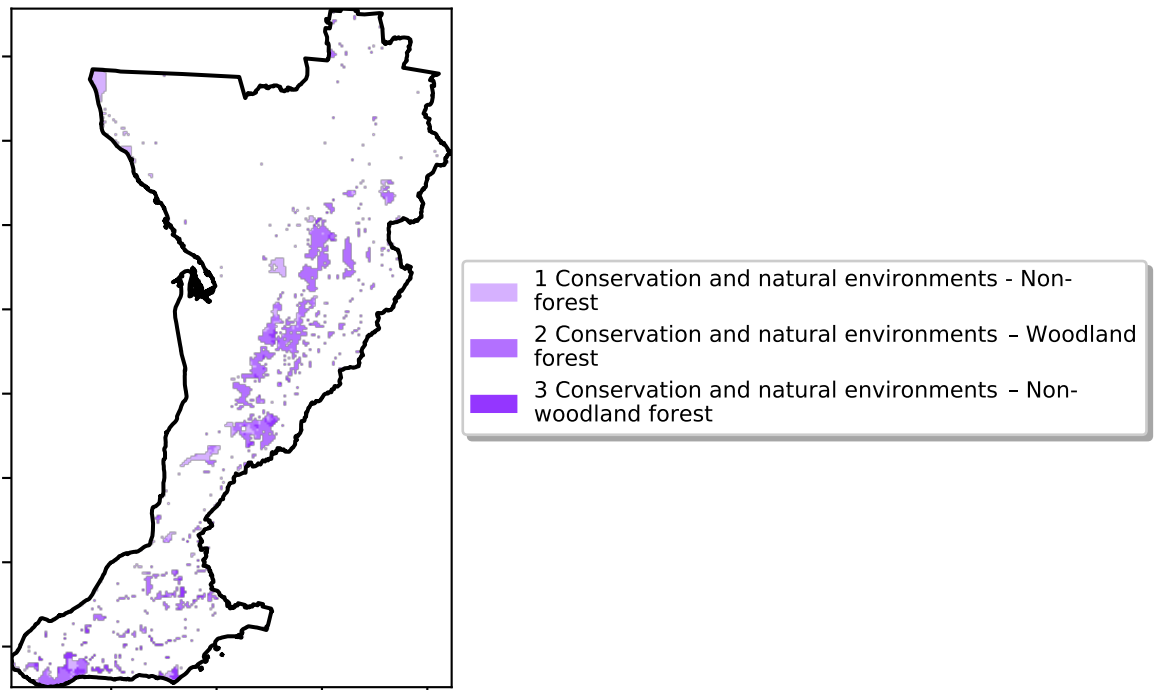 1 Conservation and natural environments - Non-
forest
2 Conservation and natural environments – Woodland
forest
3 Conservation and natural environments – Non-
woodland forest